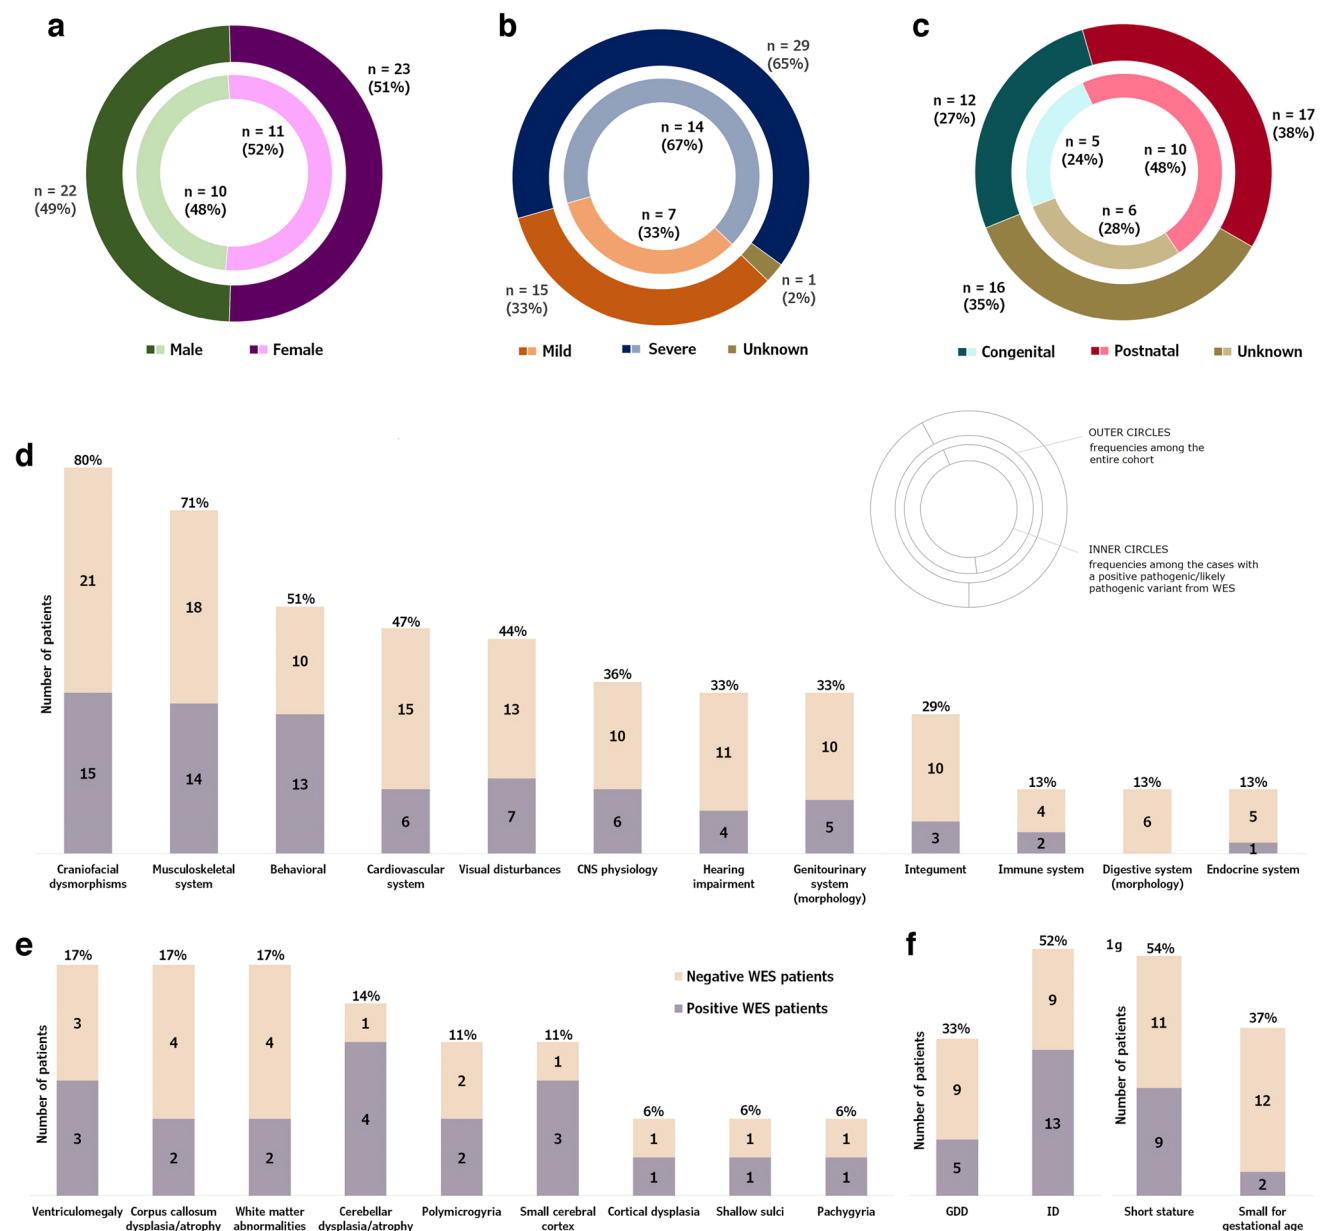 a
n = 23
(51%)
n = 11
(52%)
n = 22
(49%)
n = 10
(48%)
Male
Female
b
n = 29
(65%)
n = 14
(67%)
n = 7
(33%)
n = 15
(33%)
n = 1
(2%)
Mild
Severe
Unknown
c
n = 12
(27%)
n = 17
(38%)
n = 5
(24%)
n = 10
(48%)
n = 6
(28%)
n = 16
(35%)
Congenital
Postnatal
Unknown
OUTER CIRCLES
frequencies among the
entire cohort
INNER CIRCLES
frequencies among the cases with
a positive pathogenic/likely
pathogenic variant from WES
d
Number of patients
80%
21
15
Craniofacial
dysmorphisms
71%
18
14
Musculoskeletal
system
51%
10
13
Behavioral
47%
15
6
Cardiovascular
system
44%
13
7
Visual disturbances
36%
10
6
CNS physiology
33%
11
4
Hearing
impairment
33%
10
5
Genitourinary
system
(morphology)
29%
10
3
Integument
13%
4
2
Immune system
13%
6
Digestive system
(morphology)
13%
5
1
Endocrine system
e
Number of patients
17%
3
3
Ventriculomegaly
17%
4
2
Corpus callosum
dysplasia/atrophy
17%
4
2
White matter
abnormalities
14%
1
4
Cerebellar
dysplasia/atrophy
11%
2
2
Polymicrogyria
11%
1
3
Small cerebral
cortex
6%
1
1
Cortical dysplasia
6%
1
1
Shallow sulci
6%
1
1
Pachygyria
Negative WES patients
Positive WES patients
f
Number of patients
33%
9
5
GDD
52%
9
13
ID
1g
Number of patients
54%
11
9
Short stature
37%
12
2
Small for
gestational age